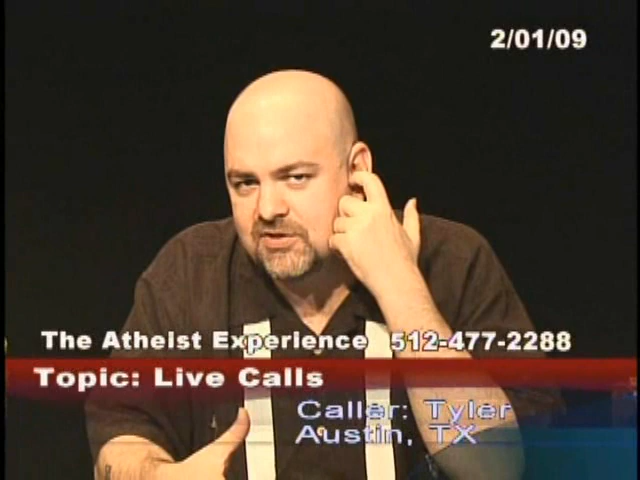 2/01/09
The Atheist Experience 512-477-2288
Topic: Live Calls
Caller: Tyler
Austin, TX